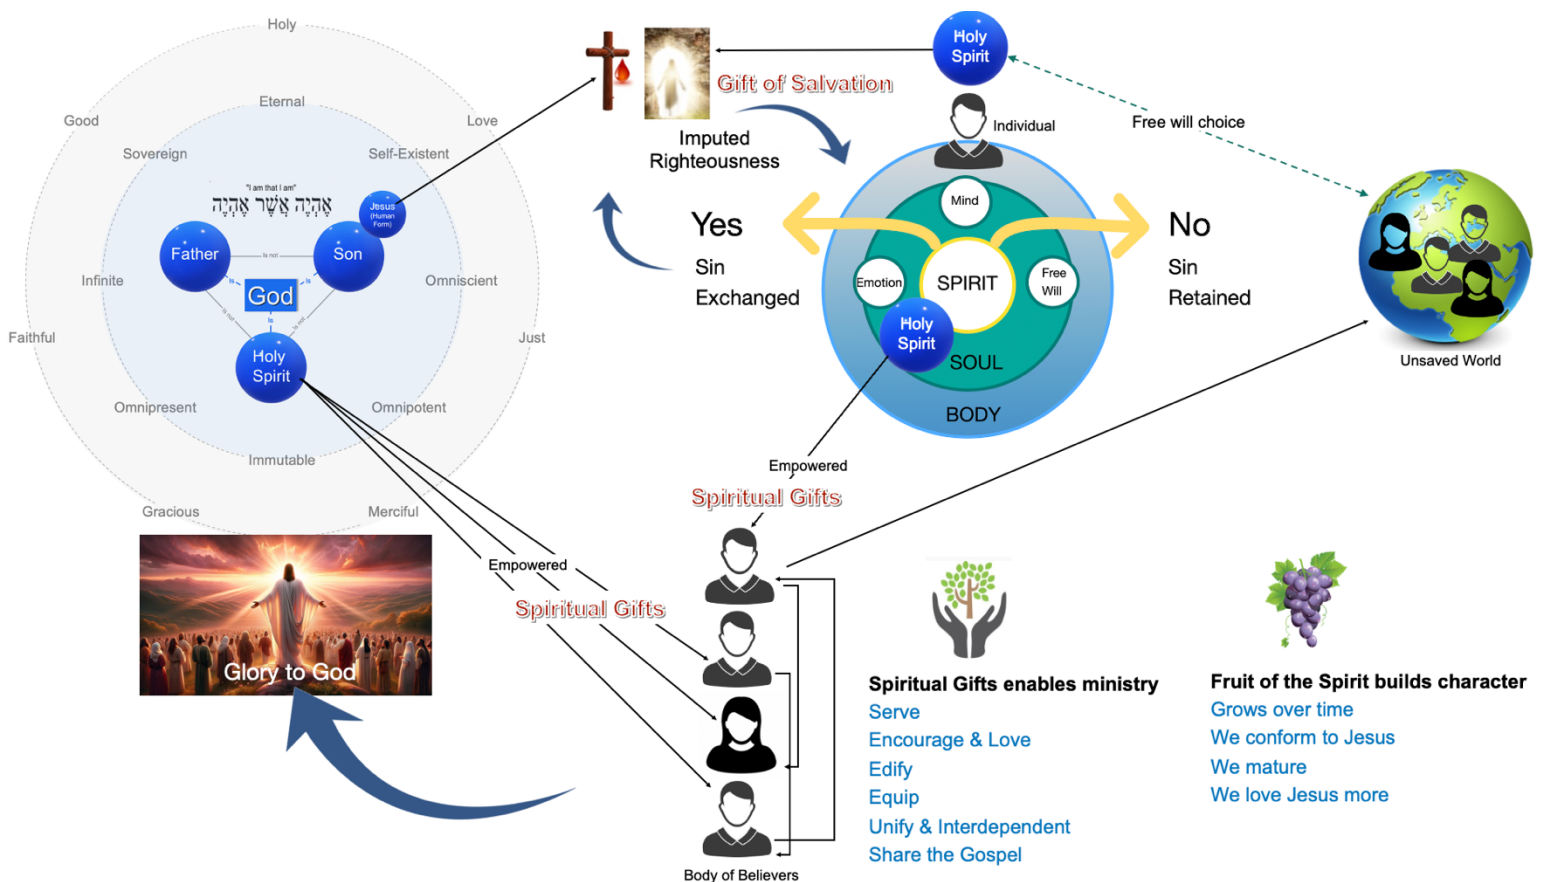 Holy
Good
Eternal
Love
Sovereign
Self-Existent
"I am that I am"
אֶהְיֶה אֲשֶׁר אֶהְיֶה
Jesus
(Human
Form)
Father
Is not
Son
Is
Is
God
Infinite
Omniscient
Is not
Is
Is not
Faithful
Just
Holy
Spirit
Omnipresent
Omnipotent
Immutable
Gracious
Merciful
Glory to God
Empowered
Spiritual Gifts
Gift of Salvation
Imputed
Righteousness
Holy
Spirit
Individual
Free will choice
Yes
Sin
Exchanged
Mind
Emotion
SPIRIT
Free
Will
Holy
Spirit
SOUL
BODY
No
Sin
Retained
Unsaved World
Empowered
Spiritual Gifts
Body of Believers
Spiritual Gifts enables ministry
Serve
Encourage & Love
Edify
Equip
Unify & Interdependent
Share the Gospel
Fruit of the Spirit builds character
Grows over time
We conform to Jesus
We mature
We love Jesus more